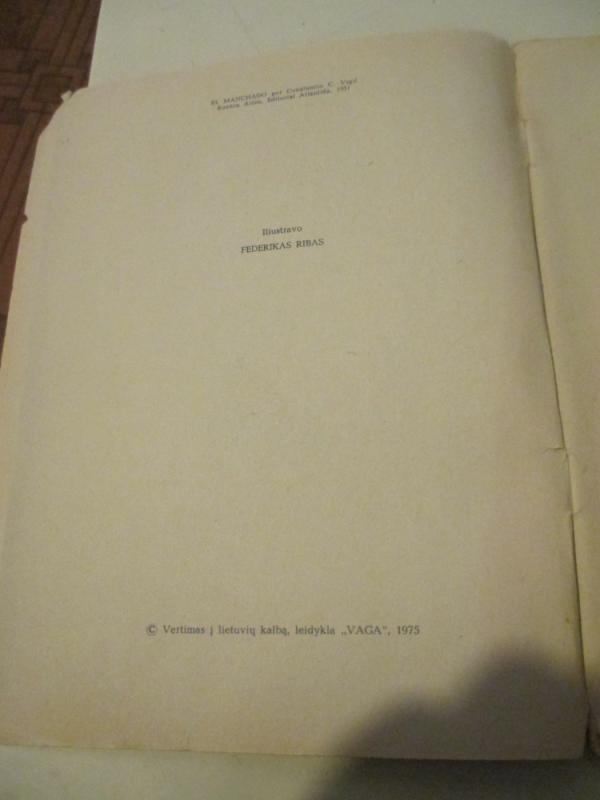 EL MANCHADO por Constancio C. Vigil
Buenos Aires, Editorial Atlántida, 1951
Iliustravo
FEDERIKAS RIBAS
© Vertimas į lietuvių kalbą, leidykla „VAGA“, 1975